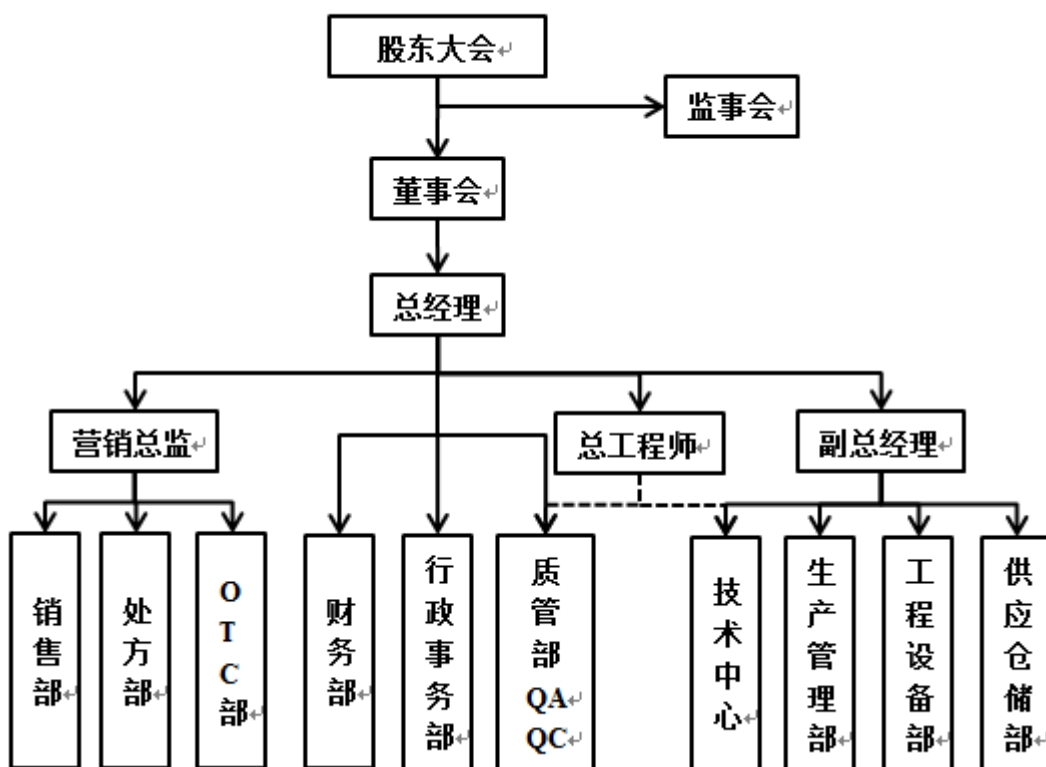 股东大会
监事会
董事会
总经理
营销总监
总工程师
副总经理
销售部
处方部
OTC部
财务部
行政事务部
质管部
QA
QC
技术中心
生产管理部
工程设备部
供应仓储部